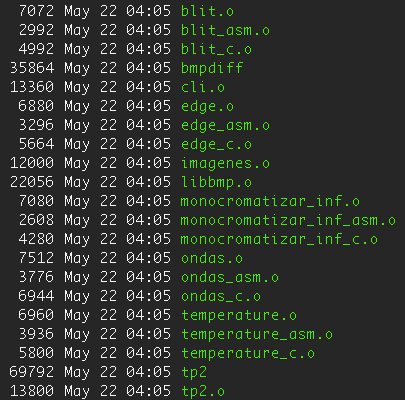 7072 May 22 04:05 blit.o
2992 May 22 04:05 blit_asm.o
4992 May 22 04:05 blit_c.o
35864 May 22 04:05 bmpdiff
13360 May 22 04:05 cli.o
6880 May 22 04:05 edge.o
3296 May 22 04:05 edge_asm.o
5664 May 22 04:05 edge_c.o
12000 May 22 04:05 imagenes.o
22056 May 22 04:05 libbmp.o
7080 May 22 04:05 monocromatizar_inf.o
2608 May 22 04:05 monocromatizar_inf_asm.o
4280 May 22 04:05 monocromatizar_inf_c.o
7512 May 22 04:05 ondas.o
3776 May 22 04:05 ondas_asm.o
6944 May 22 04:05 ondas_c.o
6960 May 22 04:05 temperature.o
3936 May 22 04:05 temperature_asm.o
5800 May 22 04:05 temperature_c.o
69792 May 22 04:05 tp2
13800 May 22 04:05 tp2.o